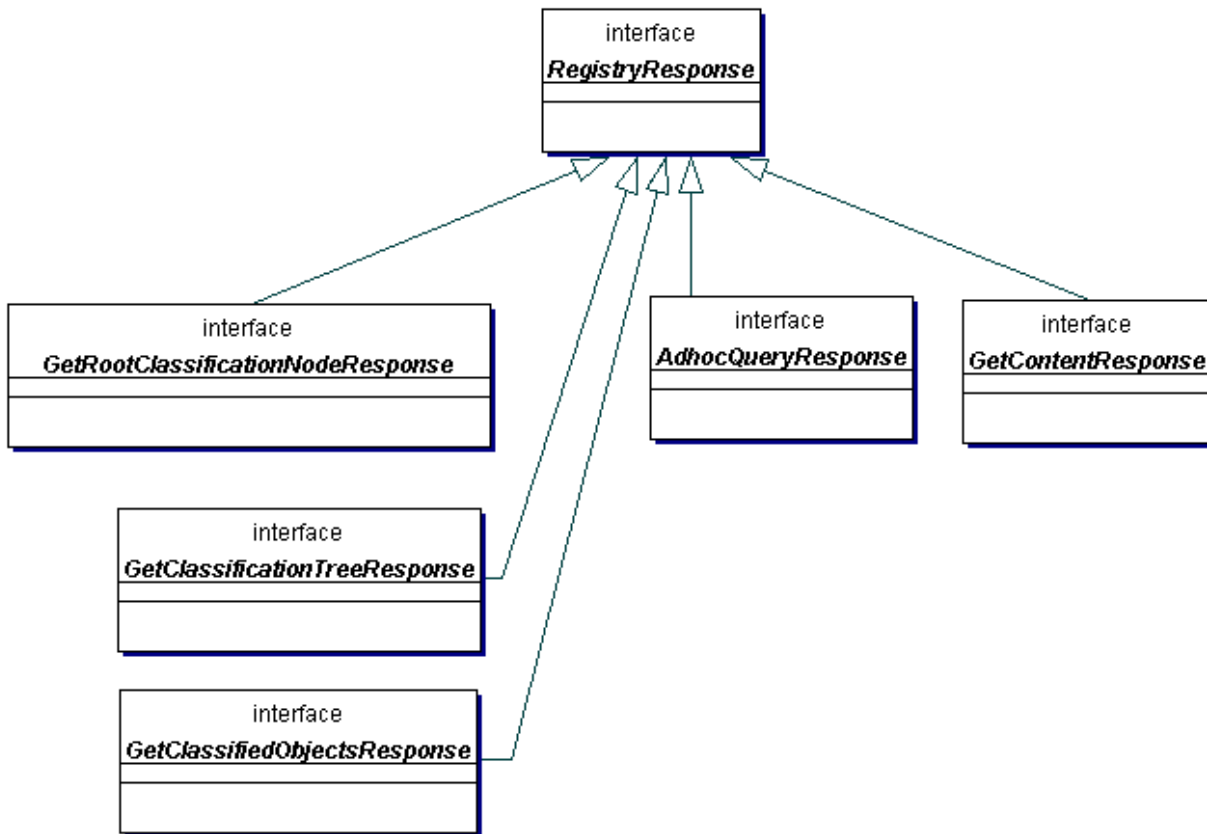 interface
RegistryResponse
interface
GetRootClassificationNodeResponse
interface
AdhocQueryResponse
interface
GetContentResponse
interface
GetClassificationTreeResponse
interface
GetClassifiedObjectsResponse